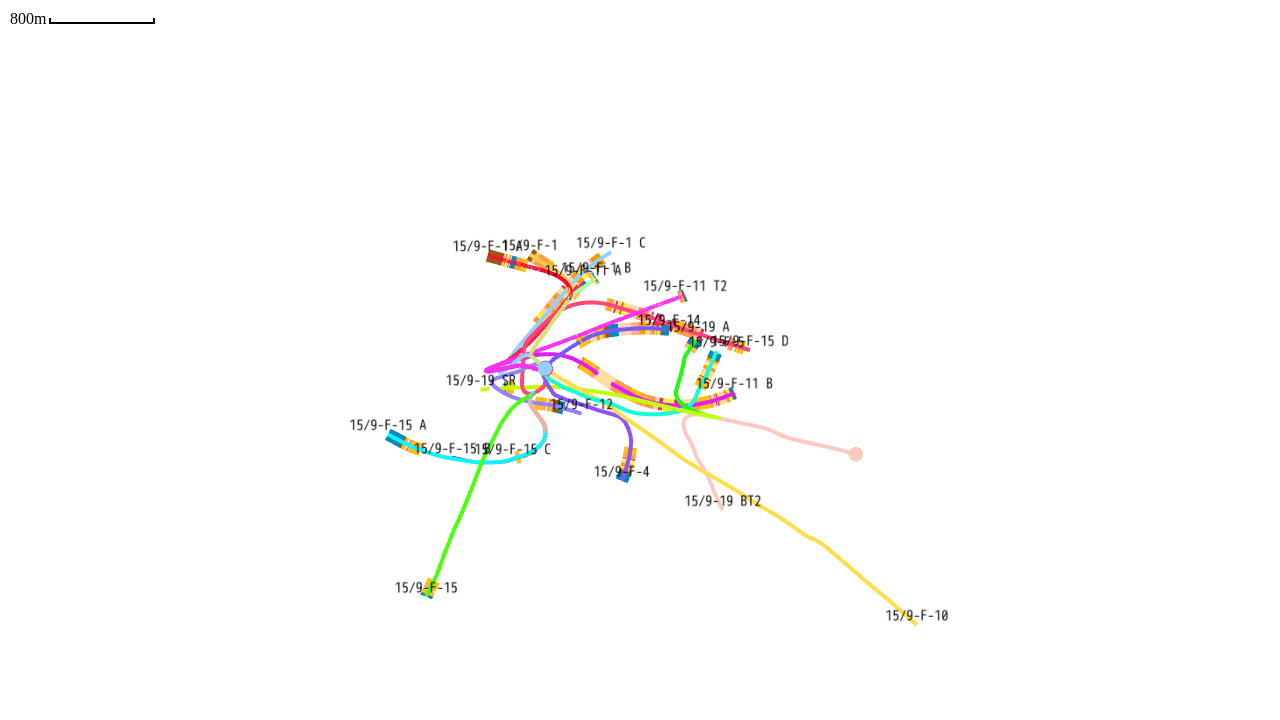 800m
15/9-F-1 C
15/9-F-1 A
15/9-F-1
15/9-F-1 B
15/9-F-11 A
15/9-F-11 T2
15/9-F-14
15/9-19 A
15/9-F-5
15/9-F-15 D
15/9-19 SR
15/9-F-11 B
15/9-F-12
15/9-F-15 A
15/9-F-15 B
15/9-F-15 C
15/9-F-4
15/9-19 BT2
15/9-F-15
15/9-F-10